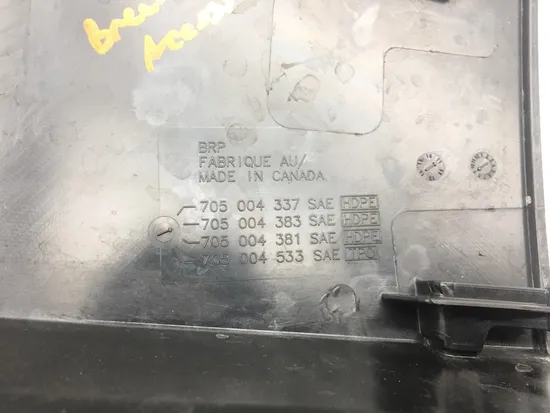 BRP
FABRIQUE AU/
MADE IN CANADA
705 004 337 SAE HDPE
705 004 383 SAE HDPE
705 004 381 SAE HDPE
705 004 533 SAE TPO